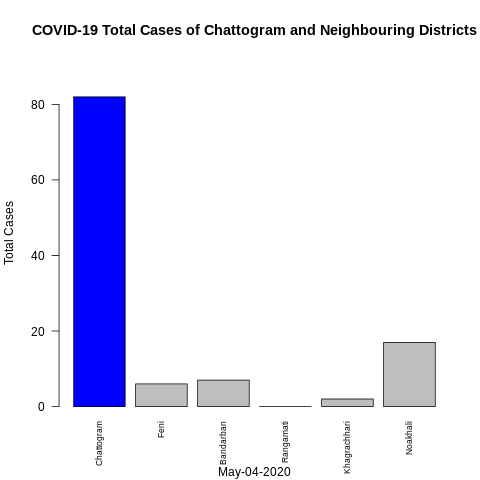 COVID-19 Total Cases of Chattogram and Neighbouring Districts
Total Cases
80
60
40
20
0
Chattogram
Feni
Bandarban
Rangamati
Khagrachhari
Noakhali
May-04-2020